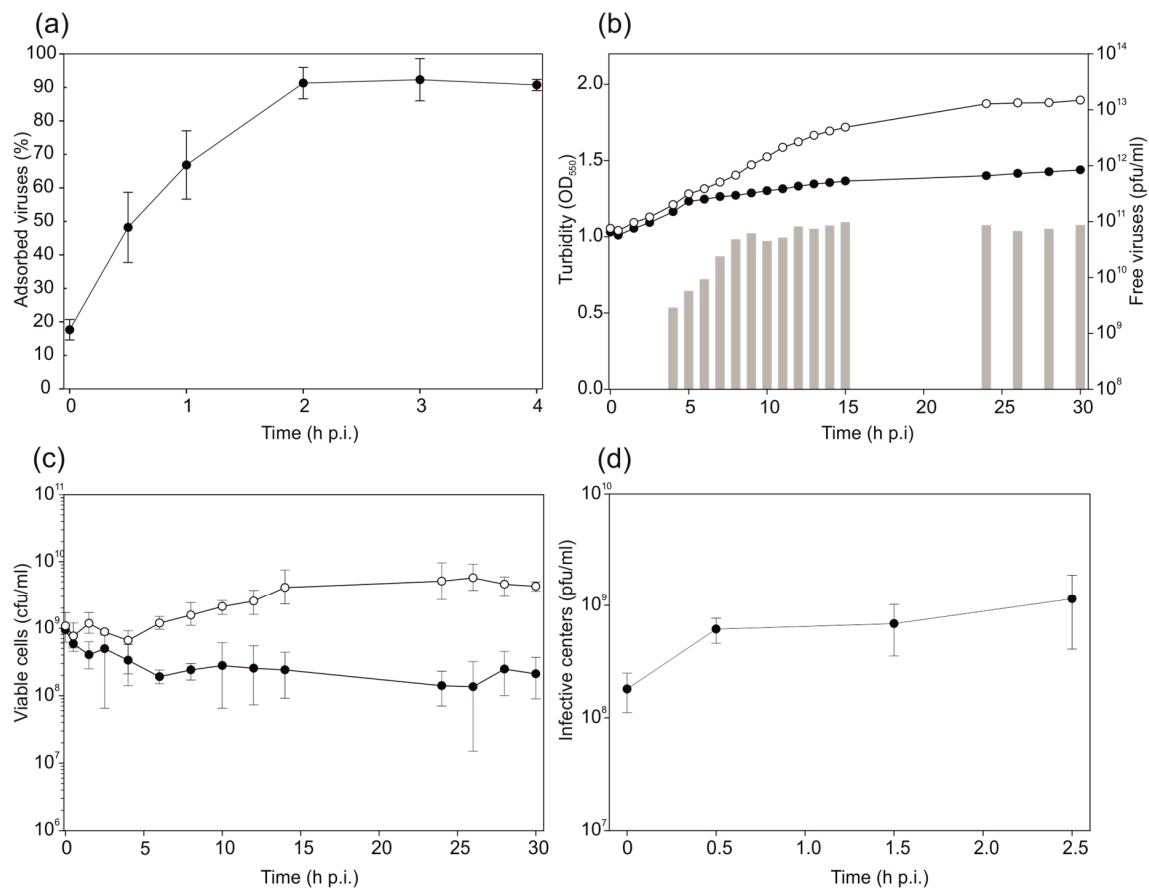 (a)
100
90
80
70
60
50
40
30
20
10
0
Adsorbed viruses (%)
0 1 2 3 4
Time (h p.i.)
(b)
2.0
1.5
1.0
0.5
0.0
Turbidity (OD550)
10^14
10^13
10^12
10^11
10^10
10^9
10^8
Free viruses (pfu/ml)
0 5 10 15 20 25 30
Time (h p.i)
(c)
10^11
10^10
10^9
10^8
10^7
10^6
Viable cells (cfu/ml)
0 5 10 15 20 25 30
Time (h p.i.)
(d)
10^10
10^9
10^8
10^7
Infective centers (pfu/ml)
0 0.5 1.0 1.5 2.0 2.5
Time (h p.i.)